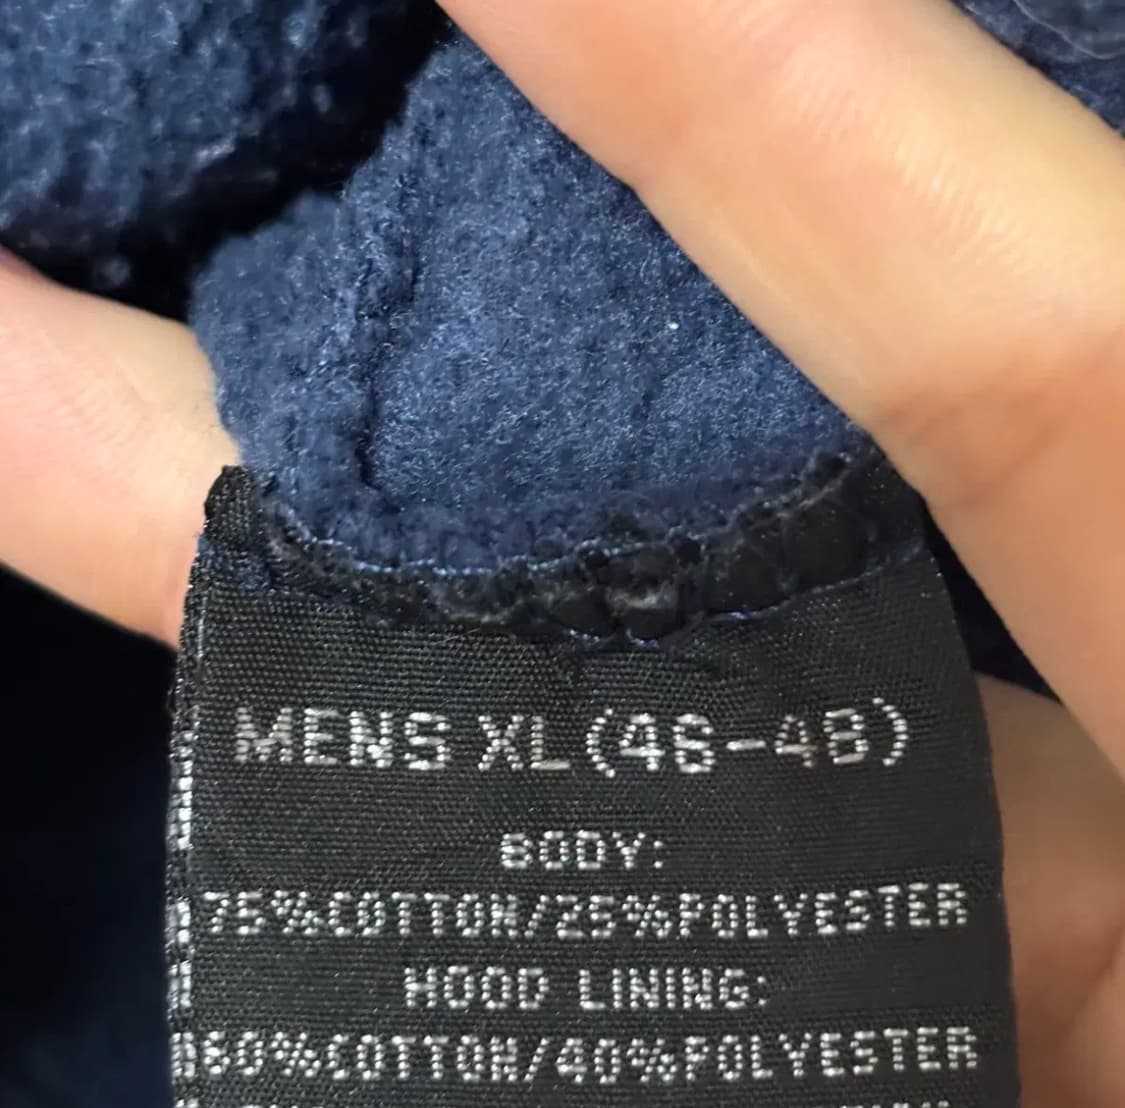 MENS XL (46-48)
BODY:
75%COTTON/25%POLYESTER
HOOD LINING:
60%COTTON/40%POLYESTER